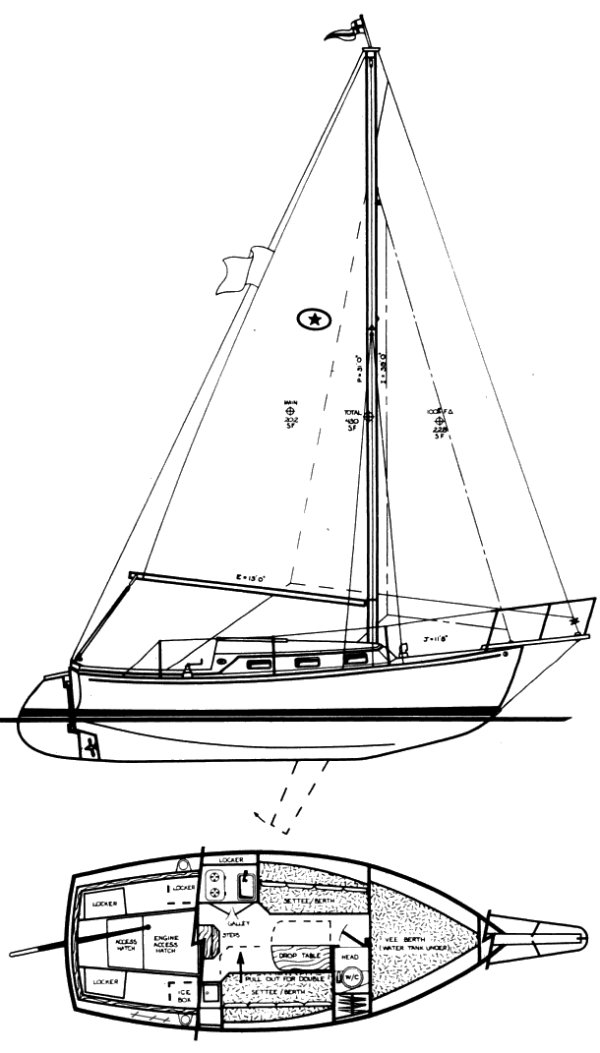 P = 31' 0"
I = 38' 0"
MAIN
202
SF
TOTAL
430
SF
100% F∆
228
SF
E = 13' 0"
J = 11' 8"
LOCKER
LOCKER
LOCKER
SETTEE/BERTH
GALLEY
STEPS
ACCESS
HATCH
ENGINE
ACCESS
HATCH
DROP TABLE
HEAD
VEE BERTH
(WATER TANK UNDER)
PULL OUT FOR DOUBLE
W/C
LOCKER
ICE
BOX
SETTEE/BERTH